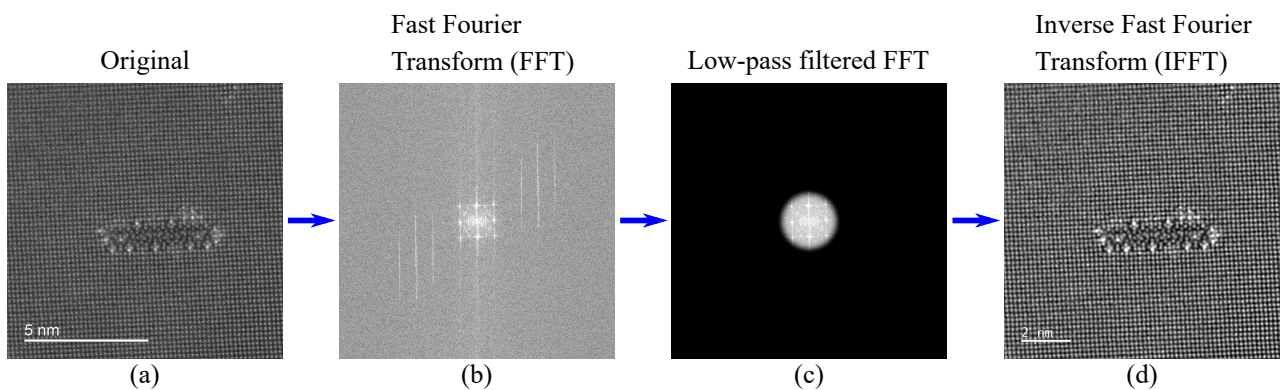 Original
Fast Fourier
Transform (FFT)
Low-pass filtered FFT
Inverse Fast Fourier
Transform (IFFT)
5 nm
2 nm
(a)
(b)
(c)
(d)